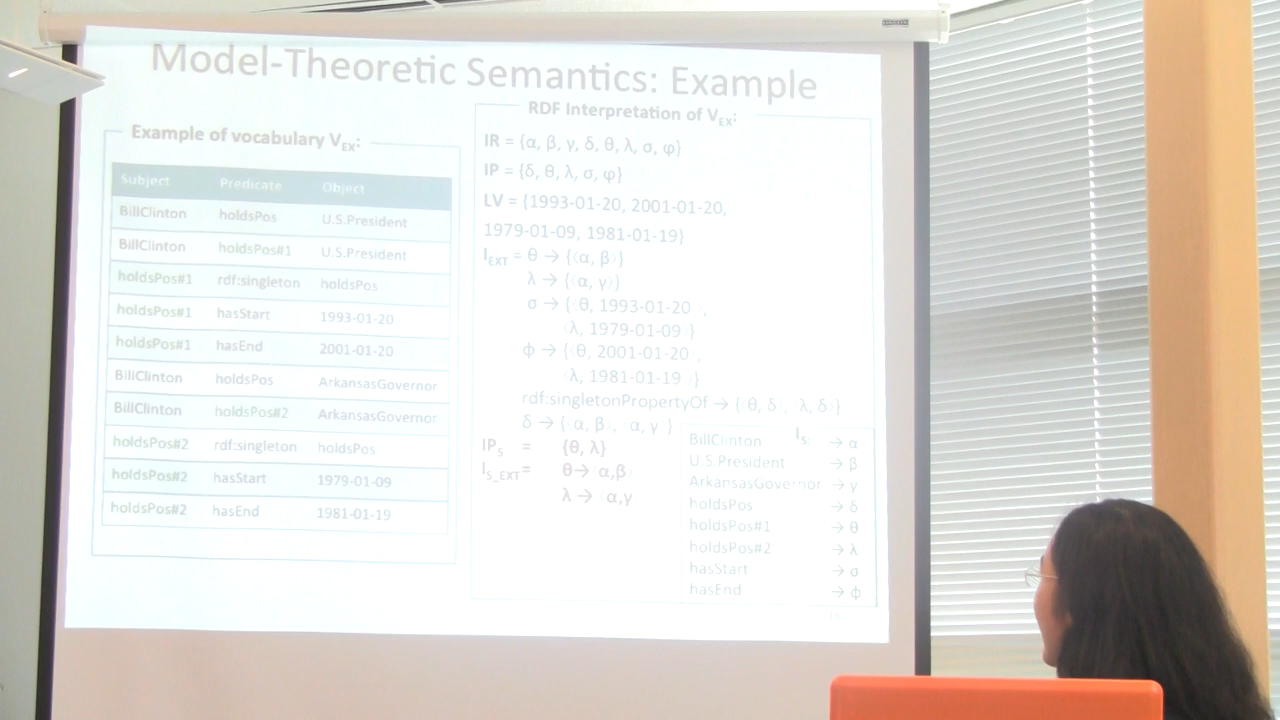 Model-Theoretic Semantics: Example
Example of vocabulary V_EX:
Subject Predicate Object
BillClinton holdsPos U.S.President
BillClinton holdsPos#1 U.S.President
holdsPos#1 rdf:singleton holdsPos
holdsPos#1 hasStart 1993-01-20
holdsPos#1 hasEnd 2001-01-20
BillClinton holdsPos ArkansasGovernor
BillClinton holdsPos#2 ArkansasGovernor
holdsPos#2 rdf:singleton holdsPos
holdsPos#2 hasStart 1979-01-09
holdsPos#2 hasEnd 1981-01-19
RDF Interpretation of V_EX:
IR = {α, β, γ, δ, θ, λ, σ, φ}
IP = {δ, θ, λ, σ, φ}
LV = {1993-01-20, 2001-01-20,
1979-01-09, 1981-01-19}
I_EXT = θ → {⟨α, β⟩}
λ → {⟨α, γ⟩}
σ → {⟨θ, 1993-01-20⟩,
⟨λ, 1979-01-09⟩}
ϕ → {⟨θ, 2001-01-20⟩,
⟨λ, 1981-01-19⟩}
rdf:singletonPropertyOf → {⟨θ, δ⟩, ⟨λ, δ⟩}
δ → {⟨α, β⟩, ⟨α, γ⟩}
IP_S = {θ, λ}
I_S_EXT = θ→⟨α,β⟩
λ→⟨α,γ⟩
I_S:
BillClinton → α
U.S.President → β
ArkansasGovernor → γ
holdsPos → δ
holdsPos#1 → θ
holdsPos#2 → λ
hasStart → σ
hasEnd → ϕ